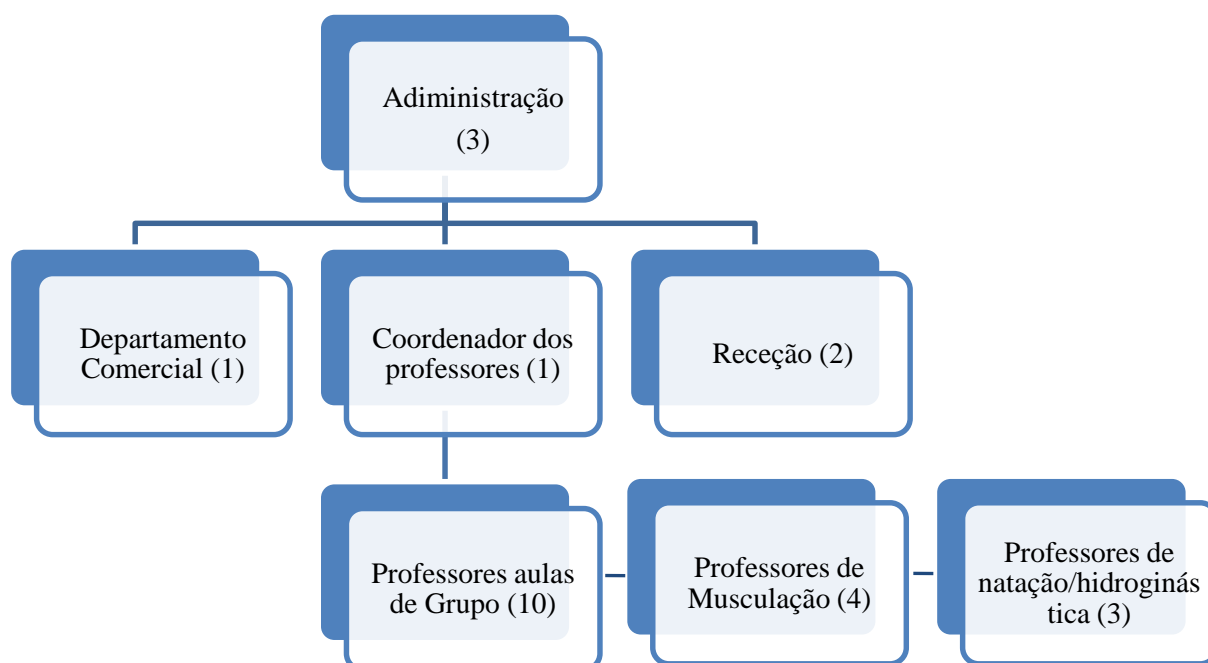 Adiministração
(3)
Departamento
Comercial (1)
Coordenador dos
professores (1)
Receção (2)
Professores aulas
de Grupo (10)
Professores de
Musculação (4)
Professores de
natação/hidroginás
tica (3)